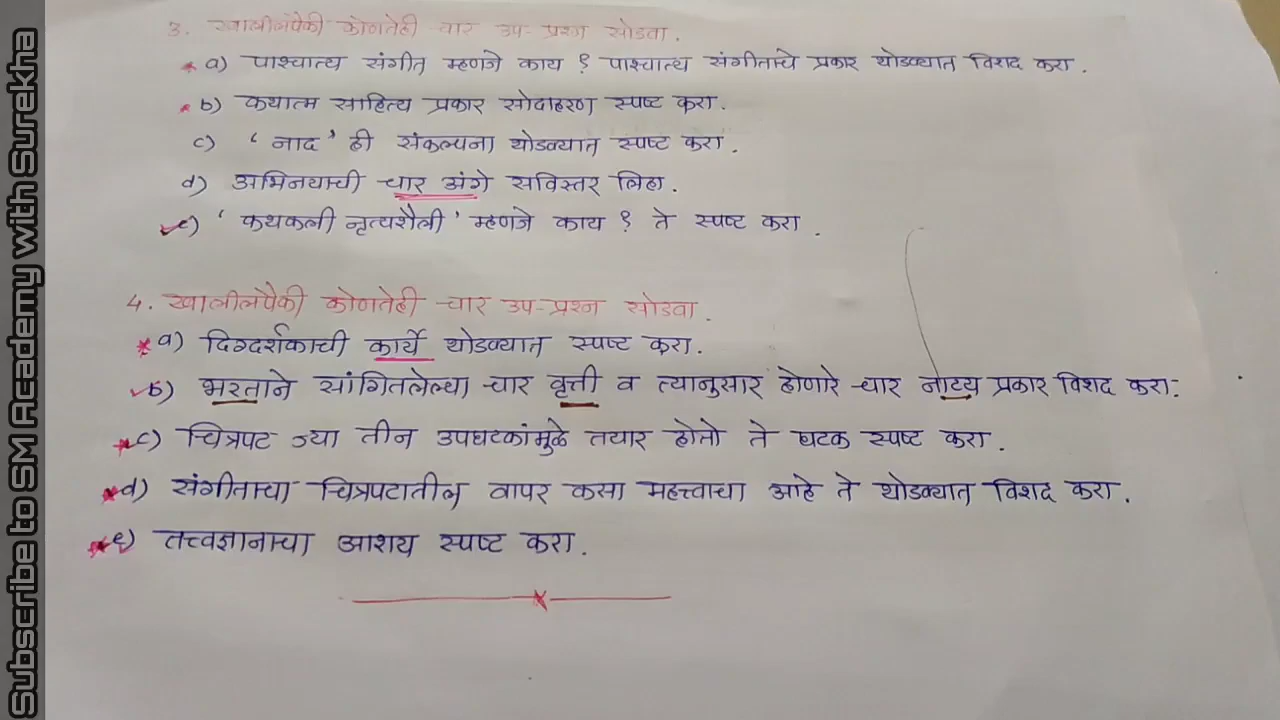 3. खालीलपैकी कोणतेही चार उप-प्रश्न सोडवा.
* a) पाश्चात्य संगीत म्हणजे काय ? पाश्चात्य संगीताचे प्रकार थोडक्यात विशद करा.
* b) कथात्म साहित्य प्रकार सोदाहरण स्पष्ट करा.
c) ‘नाद’ ही संकल्पना थोडक्यात स्पष्ट करा.
d) अभिनयाची चार अंगे सविस्तर लिहा.
e) ‘कथकली नृत्यशैली’ म्हणजे काय ? ते स्पष्ट करा.
4. खालीलपैकी कोणतेही चार उप-प्रश्न सोडवा.
* a) दिग्दर्शकाची कार्ये थोडक्यात स्पष्ट करा.
b) भरताने सांगितलेल्या चार वृत्ती व त्यानुसार होणारे चार नाट्य प्रकार विशद करा.
* c) चित्रपट ज्या तीन उपघटकांमुळे तयार होतो ते घटक स्पष्ट करा.
* d) संगीताचा चित्रपटातील वापर कसा महत्त्वाचा आहे ते थोडक्यात विशद करा.
* e) तत्त्वज्ञानाचा आशय स्पष्ट करा.
Subscribe to SM Academy with Surekha